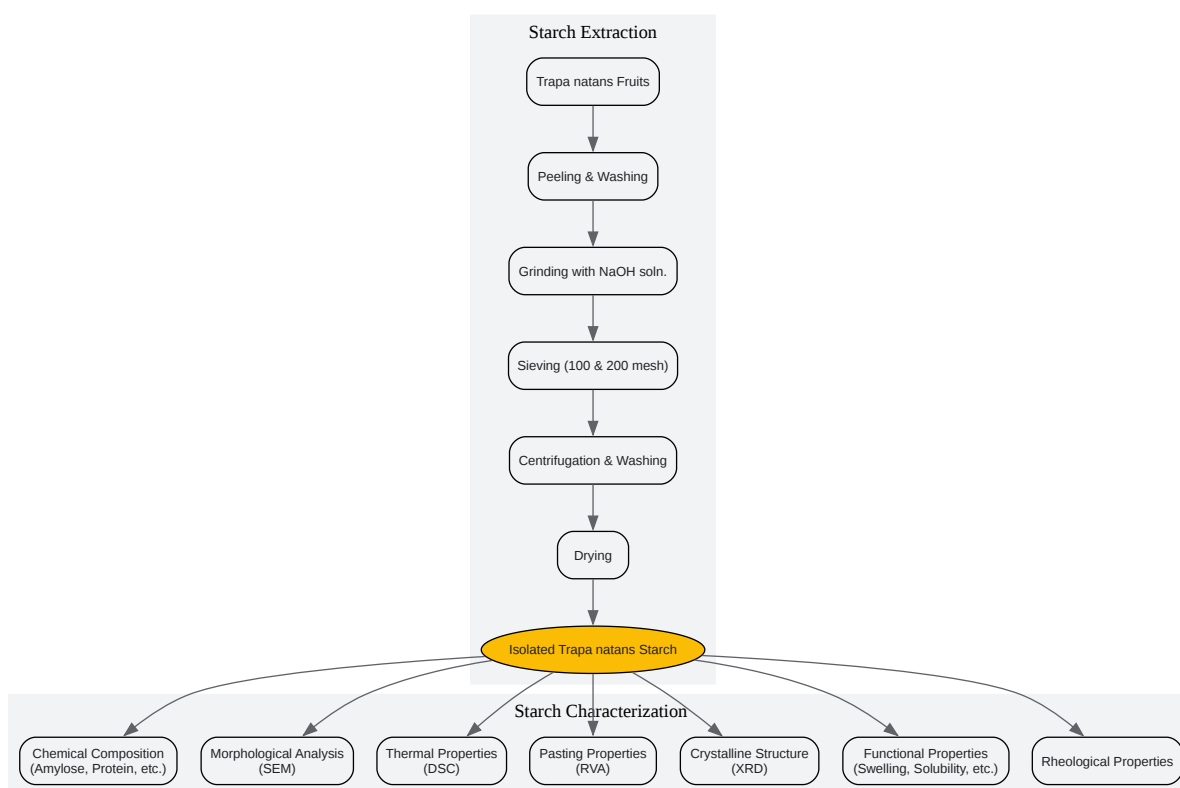 Starch Extraction
Trapa natans Fruits
Peeling & Washing
Grinding with NaOH soln.
Sieving (100 & 200 mesh)
Centrifugation & Washing
Drying
Isolated Trapa natans Starch
Starch Characterization
Chemical Composition
(Amylose, Protein, etc.)
Morphological Analysis
(SEM)
Thermal Properties
(DSC)
Pasting Properties
(RVA)
Crystalline Structure
(XRD)
Functional Properties
(Swelling, Solubility, etc.)
Rheological Properties